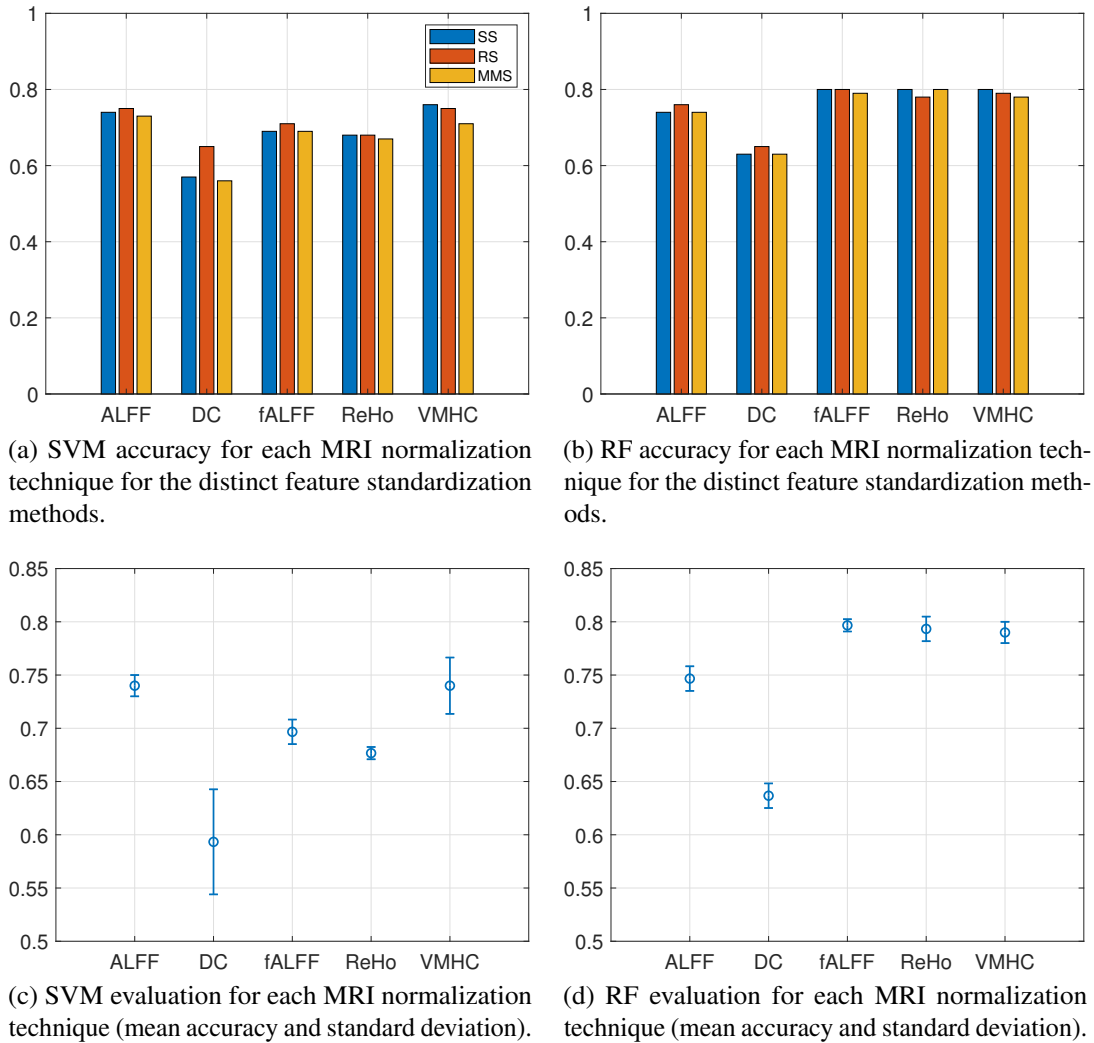 1
0.8
0.6
0.4
0.2
0
SS
RS
MMS
ALFF DC fALFF ReHo VMHC
(a) SVM accuracy for each MRI normalization
technique for the distinct feature standardization
methods.
1
0.8
0.6
0.4
0.2
0
ALFF DC fALFF ReHo VMHC
(b) RF accuracy for each MRI normalization tech-
nique for the distinct feature standardization meth-
ods.
0.85
0.8
0.75
0.7
0.65
0.6
0.55
0.5
ALFF DC fALFF ReHo VMHC
(c) SVM evaluation for each MRI normalization
technique (mean accuracy and standard deviation).
0.85
0.8
0.75
0.7
0.65
0.6
0.55
0.5
ALFF DC fALFF ReHo VMHC
(d) RF evaluation for each MRI normalization
technique (mean accuracy and standard deviation).